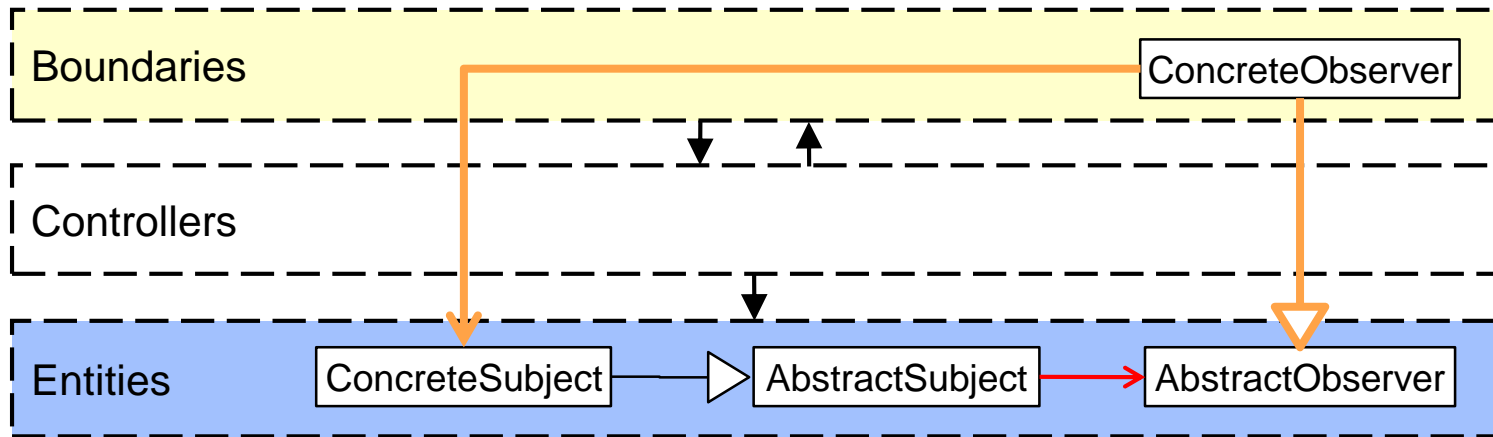 Boundaries
ConcreteObserver
Controllers
Entities
ConcreteSubject
AbstractSubject
AbstractObserver